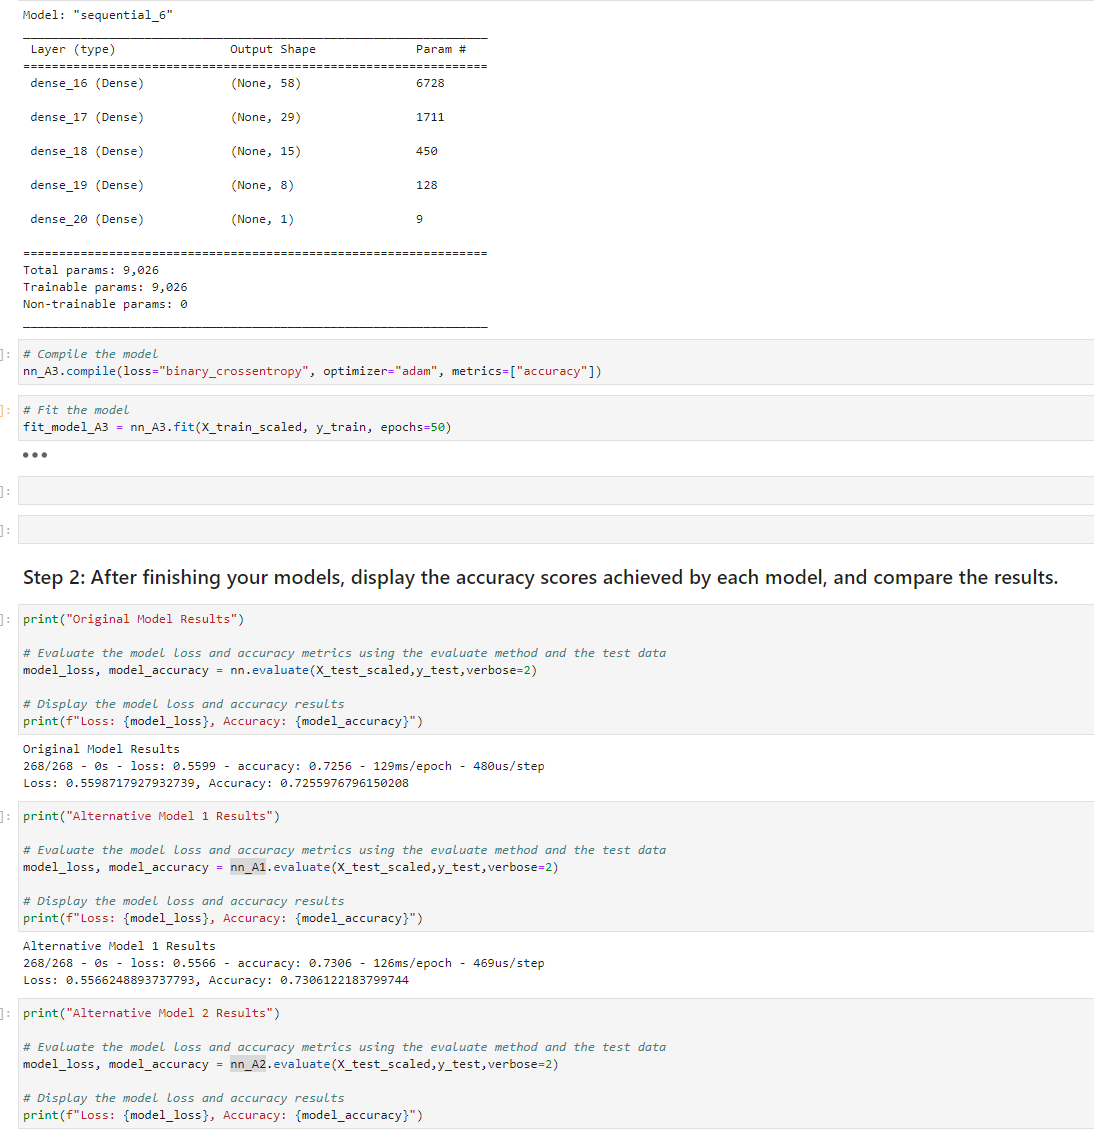 Model: "sequential_6"
_________________________________________________________________
Layer (type) Output Shape Param #
=================================================================
dense_16 (Dense) (None, 58) 6728
dense_17 (Dense) (None, 29) 1711
dense_18 (Dense) (None, 15) 450
dense_19 (Dense) (None, 8) 128
dense_20 (Dense) (None, 1) 9
=================================================================
Total params: 9,026
Trainable params: 9,026
Non-trainable params: 0
_________________________________________________________________
]: # Compile the model
nn_A3.compile(loss="binary_crossentropy", optimizer="adam", metrics=["accuracy"])
]: # Fit the model
fit_model_A3 = nn_A3.fit(X_train_scaled, y_train, epochs=50)
•••
]:
]:
Step 2: After finishing your models, display the accuracy scores achieved by each model, and compare the results.
]: print("Original Model Results")
# Evaluate the model loss and accuracy metrics using the evaluate method and the test data
model_loss, model_accuracy = nn.evaluate(X_test_scaled,y_test,verbose=2)
# Display the model loss and accuracy results
print(f"Loss: {model_loss}, Accuracy: {model_accuracy}")
Original Model Results
268/268 - 0s - loss: 0.5599 - accuracy: 0.7256 - 129ms/epoch - 480us/step
Loss: 0.5598717927932739, Accuracy: 0.7255976796150208
]: print("Alternative Model 1 Results")
# Evaluate the model loss and accuracy metrics using the evaluate method and the test data
model_loss, model_accuracy = nn_A1.evaluate(X_test_scaled,y_test,verbose=2)
# Display the model loss and accuracy results
print(f"Loss: {model_loss}, Accuracy: {model_accuracy}")
Alternative Model 1 Results
268/268 - 0s - loss: 0.5566 - accuracy: 0.7306 - 126ms/epoch - 469us/step
Loss: 0.5566248893737793, Accuracy: 0.7306122183799744
]: print("Alternative Model 2 Results")
# Evaluate the model loss and accuracy metrics using the evaluate method and the test data
model_loss, model_accuracy = nn_A2.evaluate(X_test_scaled,y_test,verbose=2)
# Display the model loss and accuracy results
print(f"Loss: {model_loss}, Accuracy: {model_accuracy}")